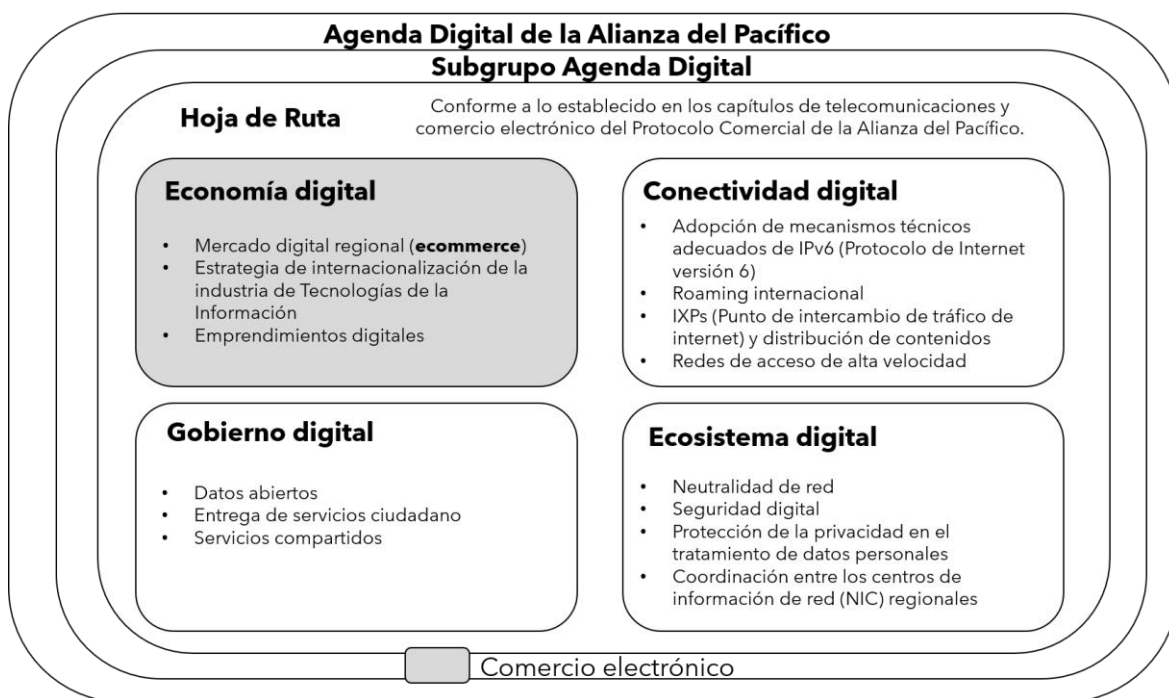 Agenda Digital de la Alianza del Pacífico
Subgrupo Agenda Digital
Hoja de Ruta
Conforme a lo establecido en los capítulos de telecomunicaciones y
comercio electrónico del Protocolo Comercial de la Alianza del Pacífico.
Economía digital
• Mercado digital regional (ecommerce)
• Estrategia de internacionalización de la
industria de Tecnologías de la
Información
• Emprendimientos digitales
Conectividad digital
• Adopción de mecanismos técnicos
adecuados de IPv6 (Protocolo de Internet
versión 6)
• Roaming internacional
• IXPs (Punto de intercambio de tráfico de
internet) y distribución de contenidos
• Redes de acceso de alta velocidad
Gobierno digital
• Datos abiertos
• Entrega de servicios ciudadano
• Servicios compartidos
Ecosistema digital
• Neutralidad de red
• Seguridad digital
• Protección de la privacidad en el
tratamiento de datos personales
• Coordinación entre los centros de
información de red (NIC) regionales
Comercio electrónico